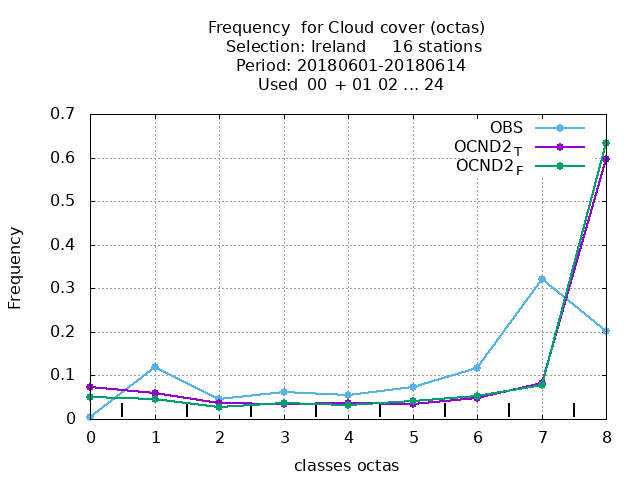 Frequency  for Cloud cover (octas)
Selection: Ireland     16 stations
Period: 20180601-20180614
Used  00  + 01 02 ... 24
0.7
0.6
0.5
0.4
0.3
0.2
0.1
0
Frequency
OBS
OCND2T
OCND2F
0 1 2 3 4 5 6 7 8
classes octas